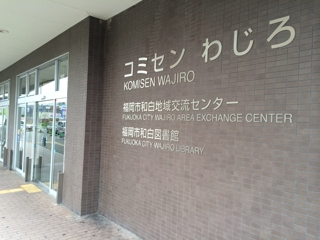 コミセン わじろ
KOMISEN WAJIRO
福岡市和白地域交流センター
FUKUOKA CITY WAJIRO AREA EXCHANGE CENTER
福岡市和白図書館
FUKUOKA CITY WAJIRO LIBRARY